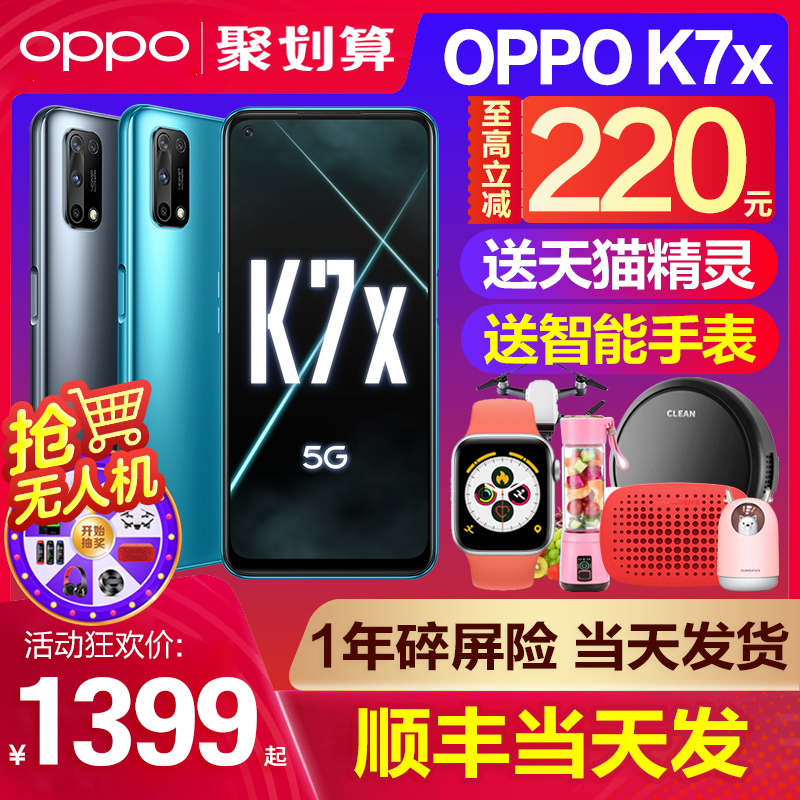 oppo 聚划算
OPPO K7x
至高立减
220元
送天猫精灵
送智能手表
K7x
5G
CLEAN
抢
无人机
开始
抽奖
1年碎屏险 当天发货
活动狂欢价:
¥1399起
顺丰当天发